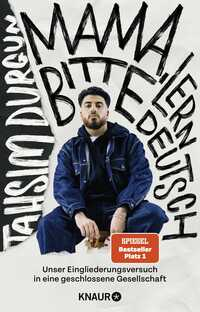 TAHSIM DURGUN
MAMA,
BITTE
LERN
DEUTSCH
SPIEGEL
Bestseller
Platz 1
Unser Eingliederungsversuch
in eine geschlossene Gesellschaft
KNAUR